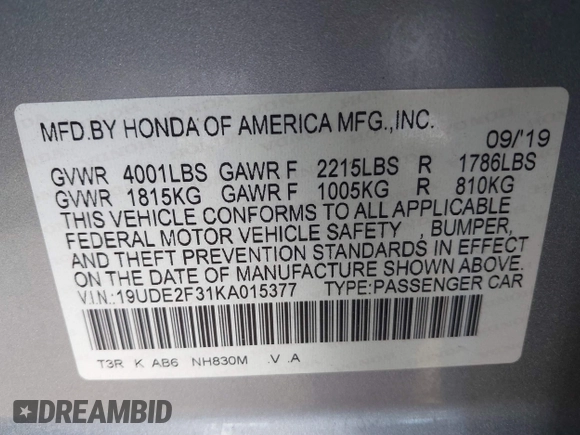 MFD.BY HONDA OF AMERICA MFG.,INC.
09/'19
GVWR 4001LBS GAWR F 2215LBS R 1786LBS
GVWR 1815KG GAWR F 1005KG R 810KG
THIS VEHICLE CONFORMS TO ALL APPLICABLE
FEDERAL MOTOR VEHICLE SAFETY , BUMPER,
AND THEFT PREVENTION STANDARDS IN EFFECT
ON THE DATE OF MANUFACTURE SHOWN ABOVE.
V.I.N.:19UDE2F31KA015377 TYPE:PASSENGER CAR
T3R K AB6 NH830M .V .A
DREAMBID